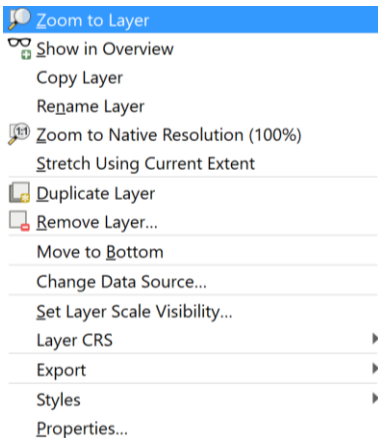 Zoom to Layer
Show in Overview
Copy Layer
Rename Layer
1:1 Zoom to Native Resolution (100%)
Stretch Using Current Extent
Duplicate Layer
Remove Layer...
Move to Bottom
Change Data Source...
Set Layer Scale Visibility...
Layer CRS
Export
Styles
Properties...